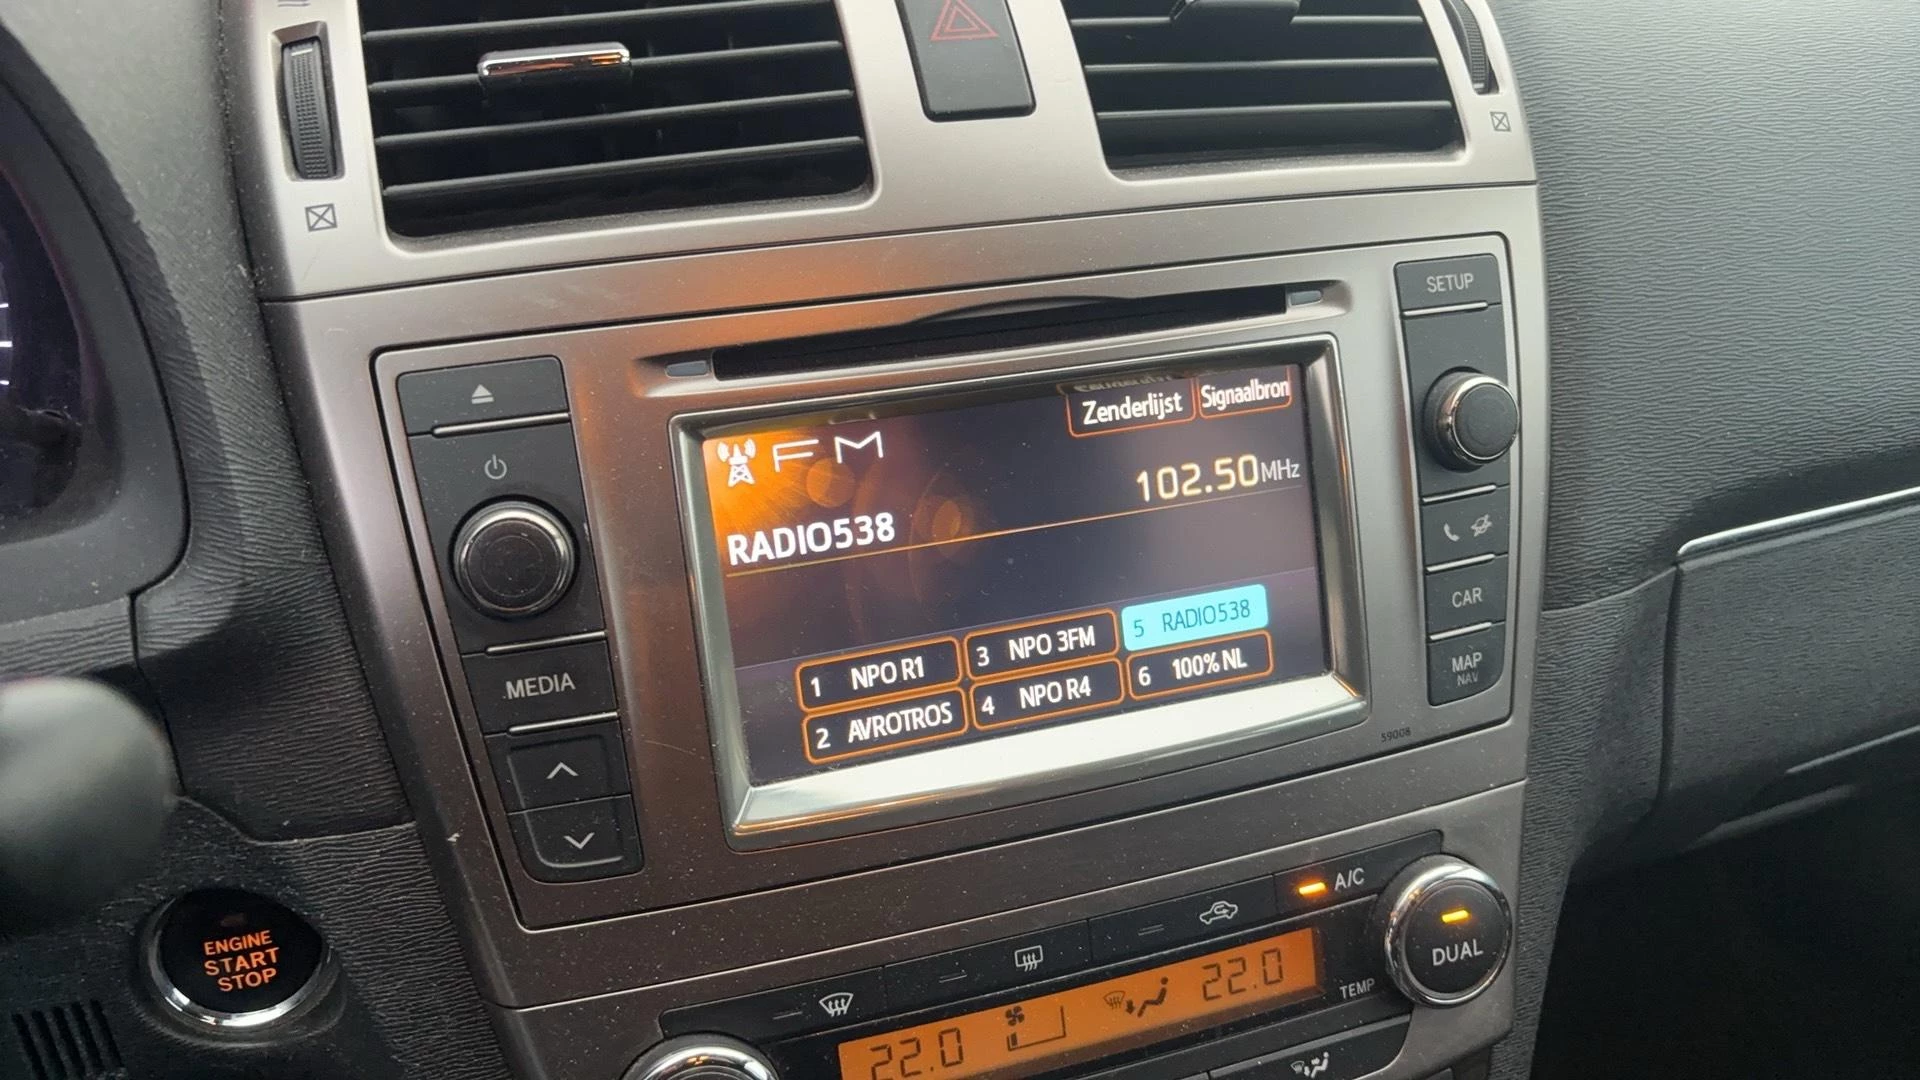 SETUP
Zenderlijst
Signaalbron
FM
102.50MHz
RADIO538
1 NPO R1
3 NPO 3FM
5 RADIO538
2 AVROTROS
4 NPO R4
6 100% NL
MEDIA
CAR
MAP
NAV
59008
ENGINE
START
STOP
A/C
DUAL
TEMP
22.0
22.0